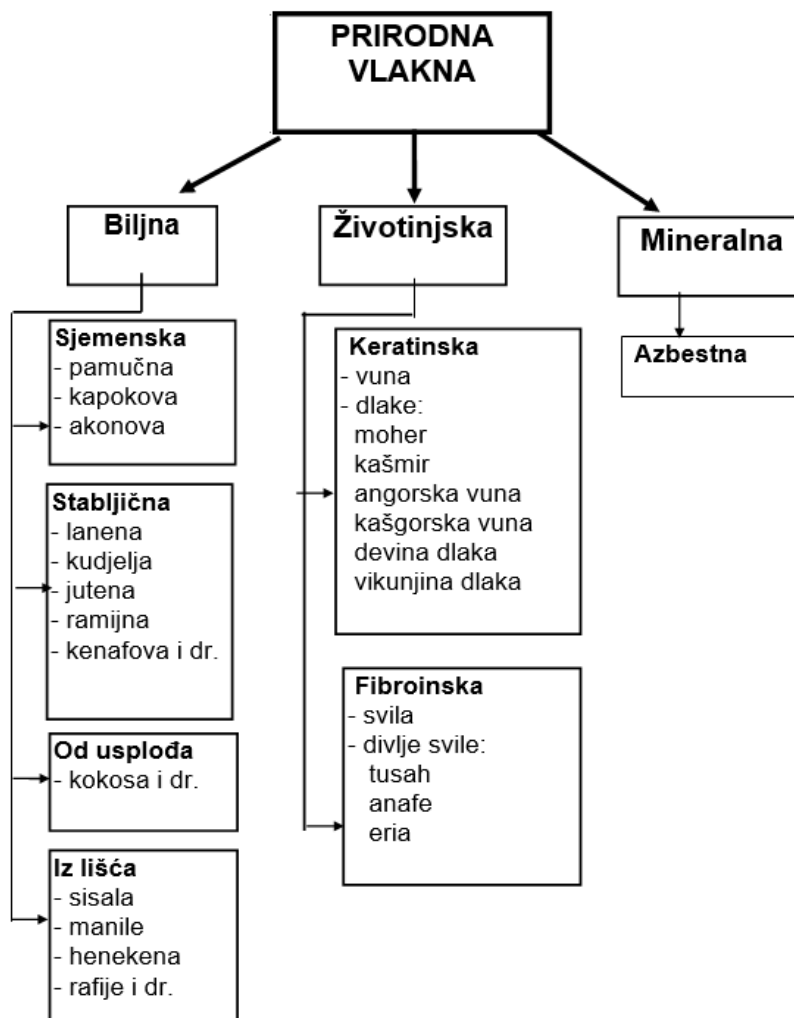 PRIRODNA
VLAKNA
Biljna
Sjemenska
- pamučna
- kapokova
- akonova
Stabljična
- lanena
- kudjelja
- jutena
- ramijna
- kenafova i dr.
Od usplođa
- kokosa i dr.
Iz lišća
- sisala
- manile
- henekena
- rafije i dr.
Životinjska
Keratinska
- vuna
- dlake:
moher
kašmir
angorska vuna
kašgorska vuna
devina dlaka
vikunjina dlaka
Fibroinska
- svila
- divlje svile:
tusah
anafe
eria
Mineralna
Azbestna